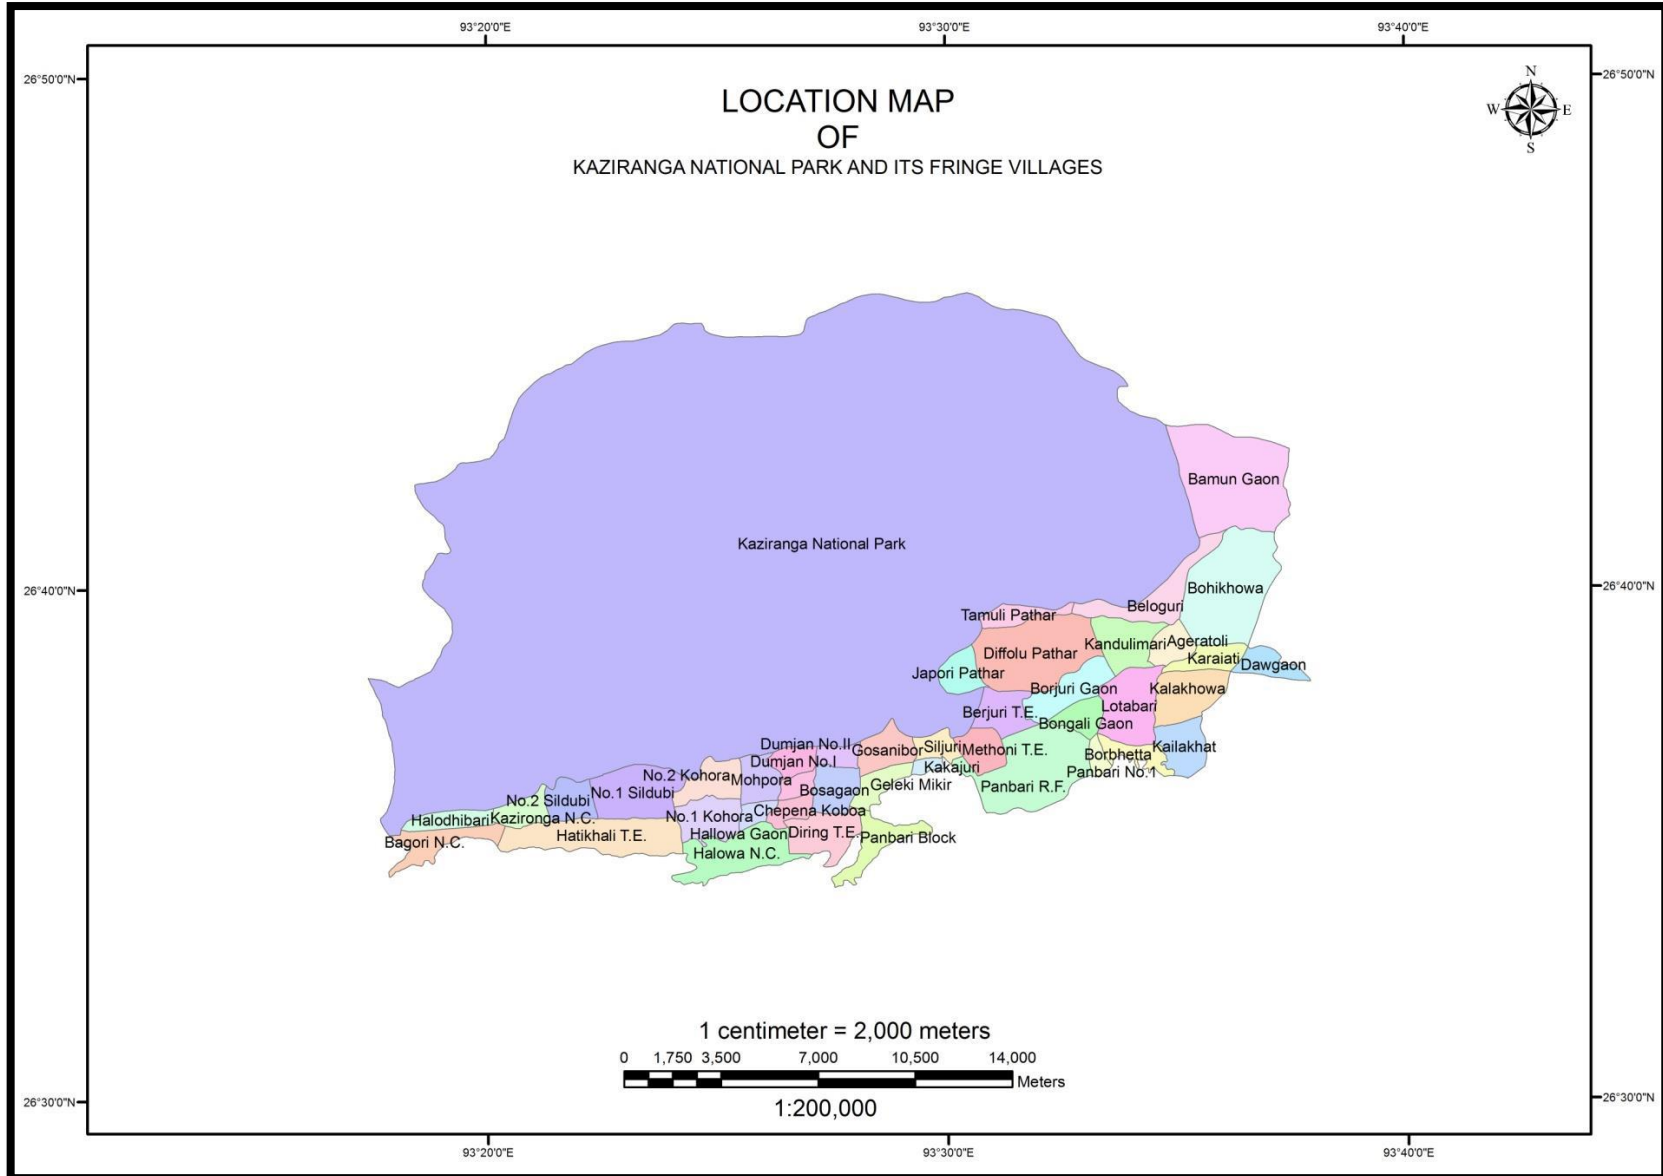 93°20'0"E
93°30'0"E
93°40'0"E
26°50'0"N
26°50'0"N
N
W
E
S
LOCATION MAP
OF
KAZIRANGA NATIONAL PARK AND ITS FRINGE VILLAGES
Bamun Gaon
Kaziranga National Park
26°40'0"N
26°40'0"N
Bohikhowa
Beloguri
Tamuli Pathar
Ageratoli
Kandulimari
Diffolu Pathar
Karaiati
Dawgaon
Japori Pathar
Borjuri Gaon
Kalakhowa
Lotabari
Berjuri T.E.
Bongali Gaon
Dumjan No.II
Gosanibor
Siljuri
Methoni T.E.
Kailakhat
Borbhetta
Dumjan No.I
Kakajuri
Panbari No.1
No.2 Kohora
Mohpora
Geleki Mikir
Panbari R.F.
No.1 Sildubi
Bosagaon
No.2 Sildubi
Chepena Koboa
No.1 Kohora
Kazironga N.C.
Halodhibari
Hallowa Gaon
Diring T.E.
Hatikhali T.E.
Panbari Block
Bagori N.C.
Halowa N.C.
1 centimeter = 2,000 meters
0 1,750 3,500 7,000 10,500 14,000
Meters
1:200,000
26°30'0"N
26°30'0"N
93°20'0"E
93°30'0"E
93°40'0"E